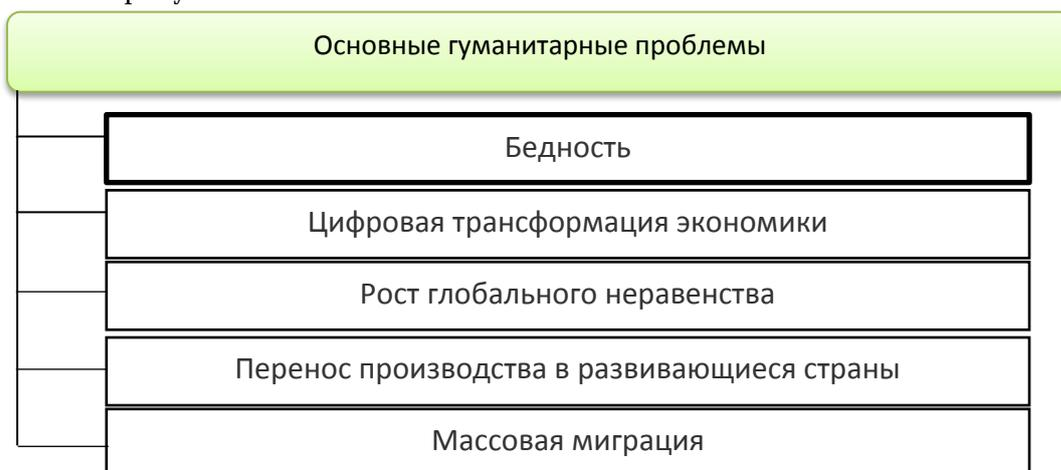 Основные гуманитарные проблемы
Бедность
Цифровая трансформация экономики
Рост глобального неравенства
Перенос производства в развивающиеся страны
Массовая миграция